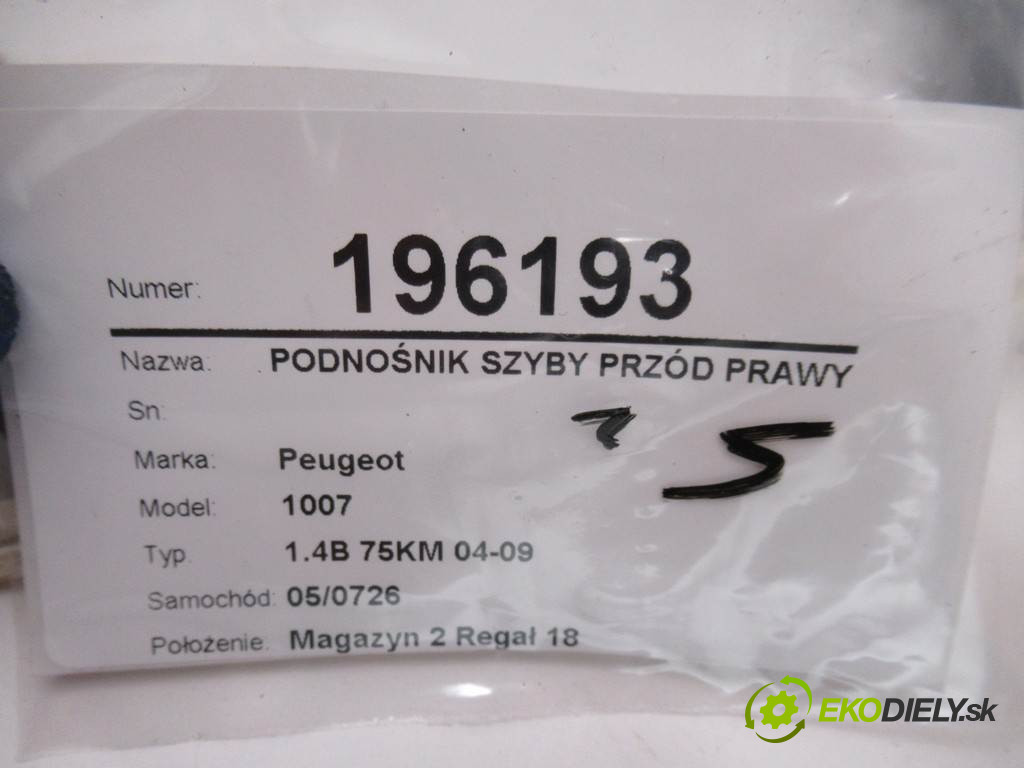 Numer: 196193
Nazwa: PODNOŚNIK SZYBY PRZÓD PRAWY
Sn:
Marka: Peugeot
Model: 1007
Typ. 1.4B 75KM 04-09
Samochód: 05/0726
Położenie. Magazyn 2 Regał 18
EKODIELY.sk